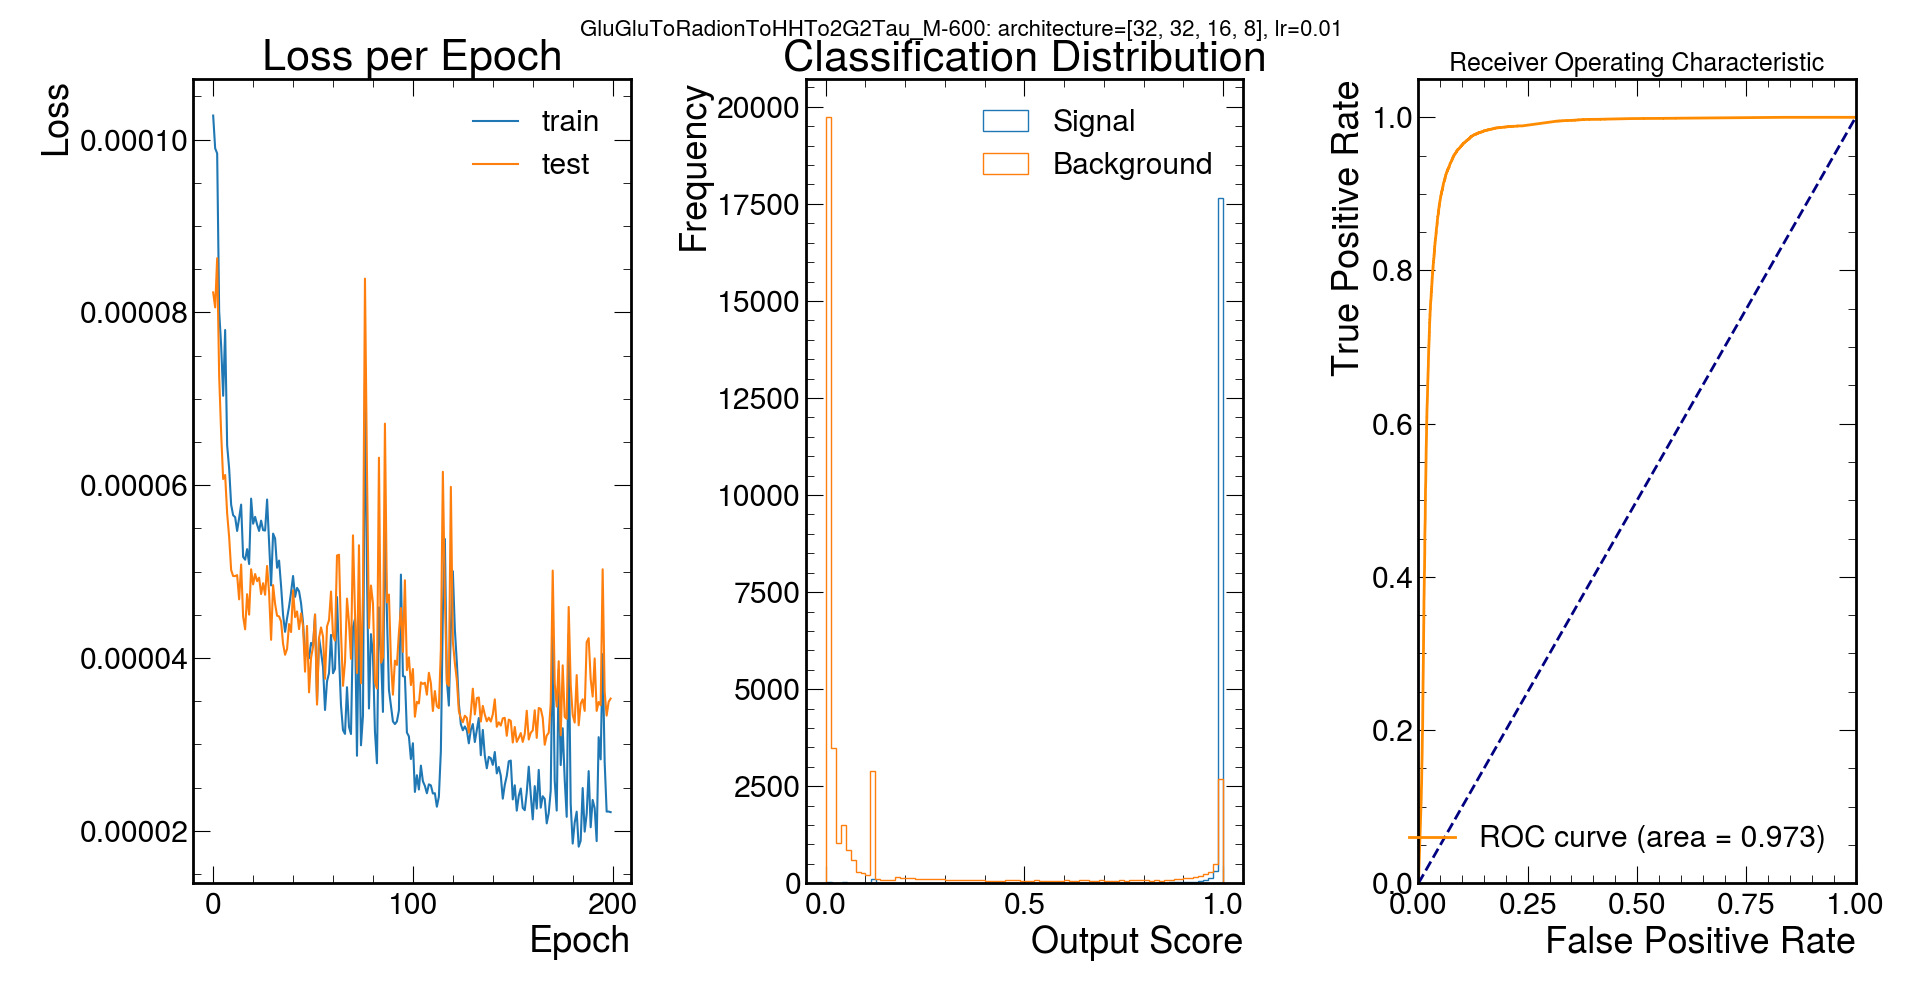 GluGluToRadionToHHTo2G2Tau_M-600: architecture=[32, 32, 16, 8], lr=0.01
Loss per Epoch
Loss
0.00010
0.00008
0.00006
0.00004
0.00002
train
test
0
100
200
Epoch
Classification Distribution
Frequency
20000
17500
15000
12500
10000
7500
5000
2500
0
Signal
Background
0.0
0.5
1.0
Output Score
Receiver Operating Characteristic
True Positive Rate
1.0
0.8
0.6
0.4
0.2
0.0
ROC curve (area = 0.973)
0.00
0.25
0.50
0.75
1.00
False Positive Rate